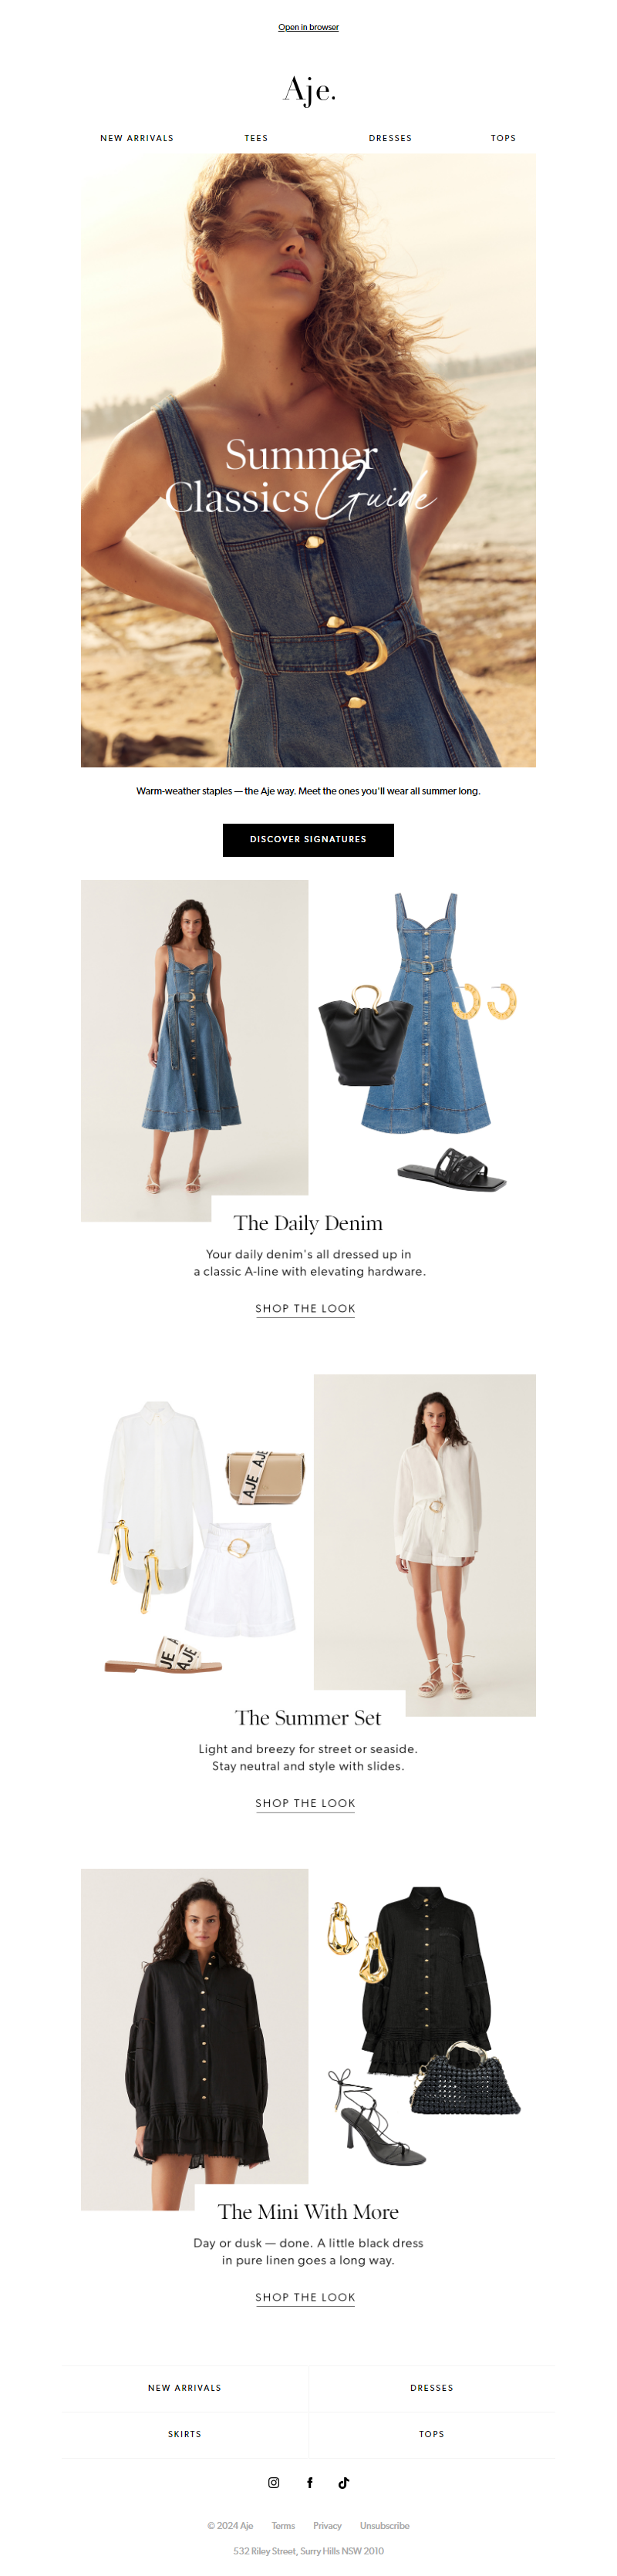 Open in browser
Aje.
NEW ARRIVALS TEES DRESSES TOPS
Summer
Classics Guide
Warm-weather staples — the Aje way. Meet the ones you'll wear all summer long.
DISCOVER SIGNATURES
The Daily Denim
Your daily denim's all dressed up in
a classic A-line with elevating hardware.
SHOP THE LOOK
AJE AJE
AJE AJE
The Summer Set
Light and breezy for street or seaside.
Stay neutral and style with slides.
SHOP THE LOOK
The Mini With More
Day or dusk — done. A little black dress
in pure linen goes a long way.
SHOP THE LOOK
NEW ARRIVALS DRESSES
SKIRTS TOPS
© 2024 Aje Terms Privacy Unsubscribe
532 Riley Street, Surry Hills NSW 2010